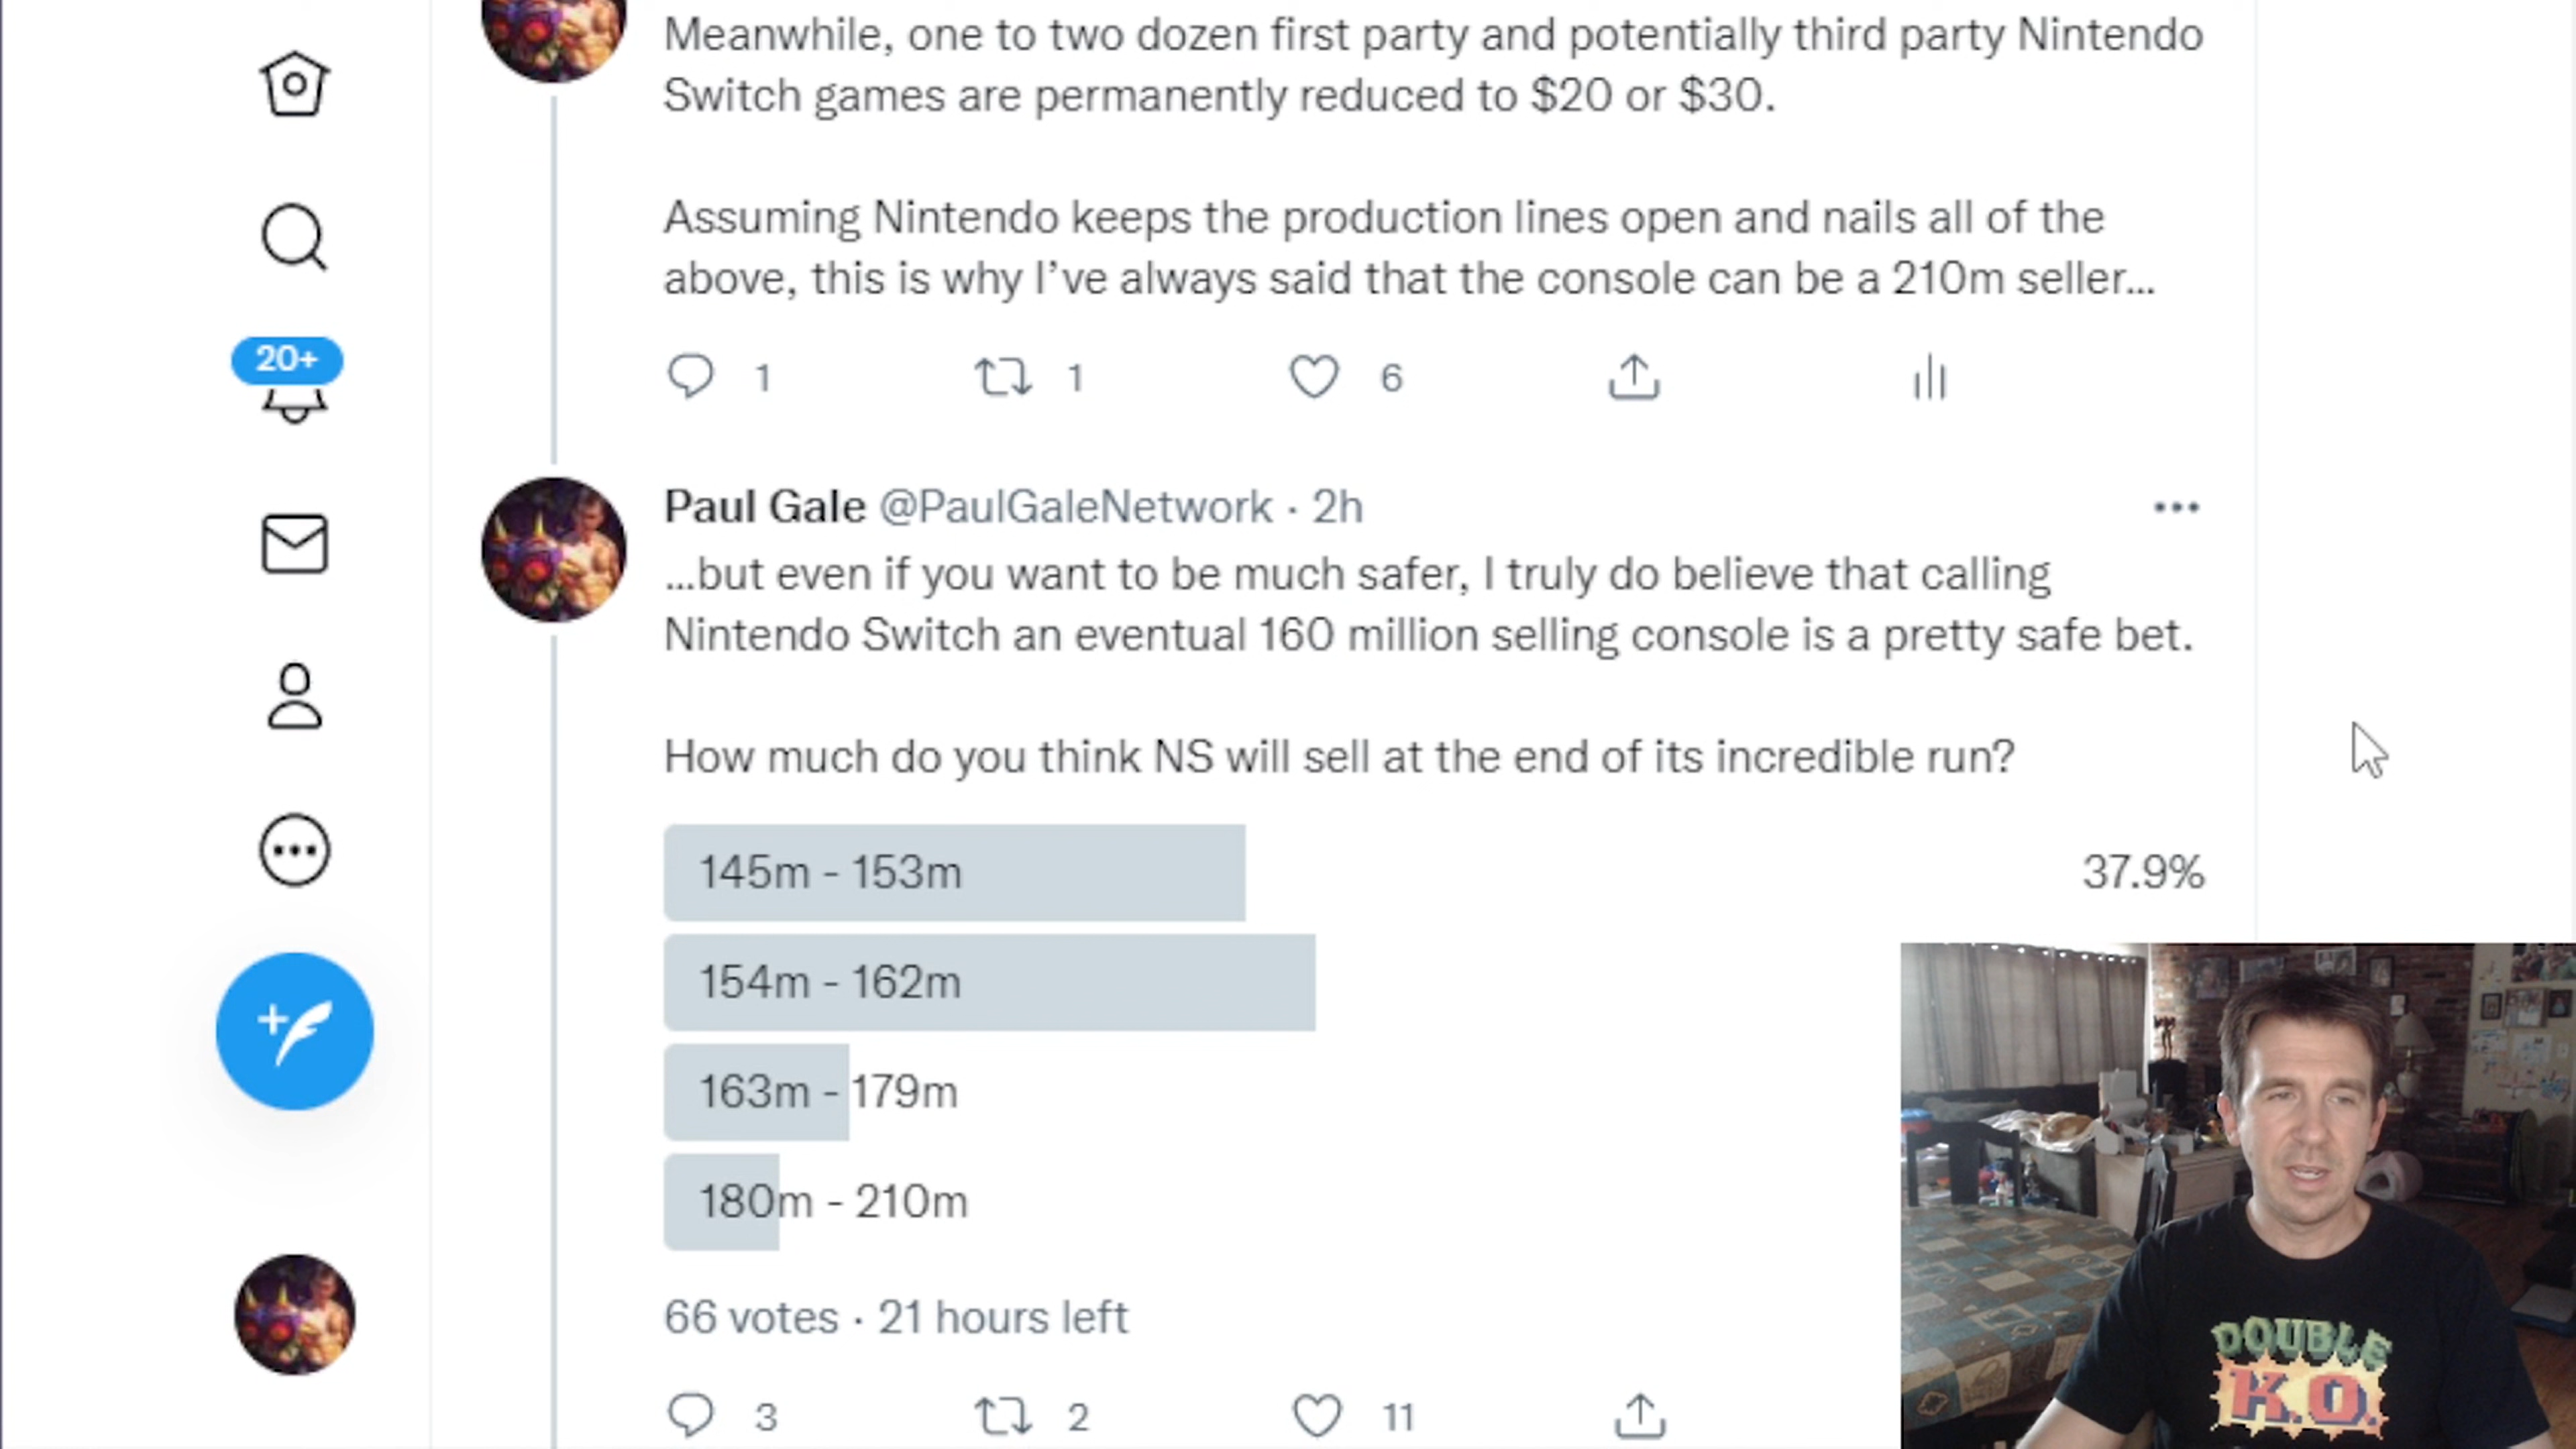 Meanwhile, one to two dozen first party and potentially third party Nintendo
Switch games are permanently reduced to $20 or $30.
Assuming Nintendo keeps the production lines open and nails all of the
above, this is why I’ve always said that the console can be a 210m seller...
20+
1 1 6
Paul Gale @PaulGaleNetwork · 2h
...but even if you want to be much safer, I truly do believe that calling
Nintendo Switch an eventual 160 million selling console is a pretty safe bet.
How much do you think NS will sell at the end of its incredible run?
145m - 153m 37.9%
154m - 162m
163m - 179m
180m - 210m
66 votes · 21 hours left
3 2 11
DOUBLE
K.O.